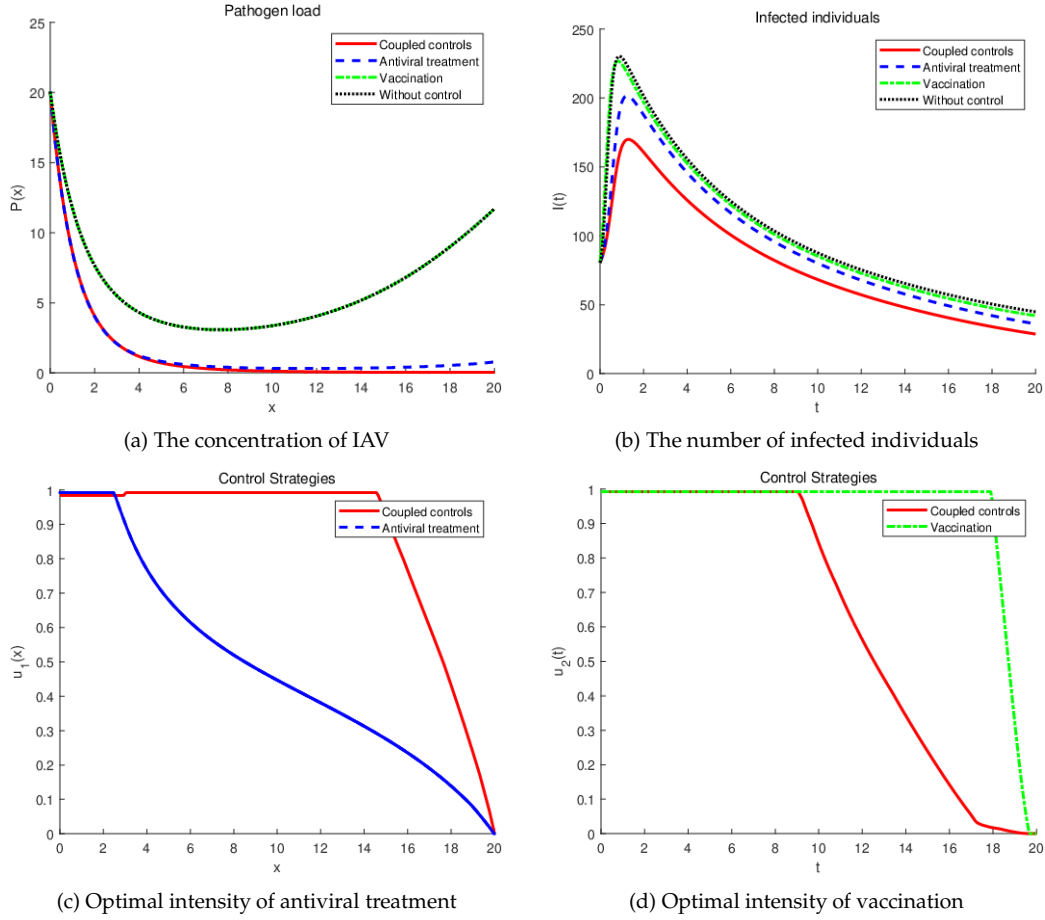 Pathogen load
25
20
15
10
5
0
P(x)
0 2 4 6 8 10 12 14 16 18 20
x
Coupled controls
Antiviral treatment
Vaccination
Without control
(a) The concentration of IAV
Infected individuals
250
200
150
100
50
0
I(t)
0 2 4 6 8 10 12 14 16 18 20
t
Coupled controls
Antiviral treatment
Vaccination
Without control
(b) The number of infected individuals
Control Strategies
1
0.9
0.8
0.7
0.6
0.5
0.4
0.3
0.2
0.1
0
u1(x)
0 2 4 6 8 10 12 14 16 18 20
x
Coupled controls
Antiviral treatment
(c) Optimal intensity of antiviral treatment
Control Strategies
1
0.9
0.8
0.7
0.6
0.5
0.4
0.3
0.2
0.1
0
u2(t)
0 2 4 6 8 10 12 14 16 18 20
t
Coupled controls
Vaccination
(d) Optimal intensity of vaccination